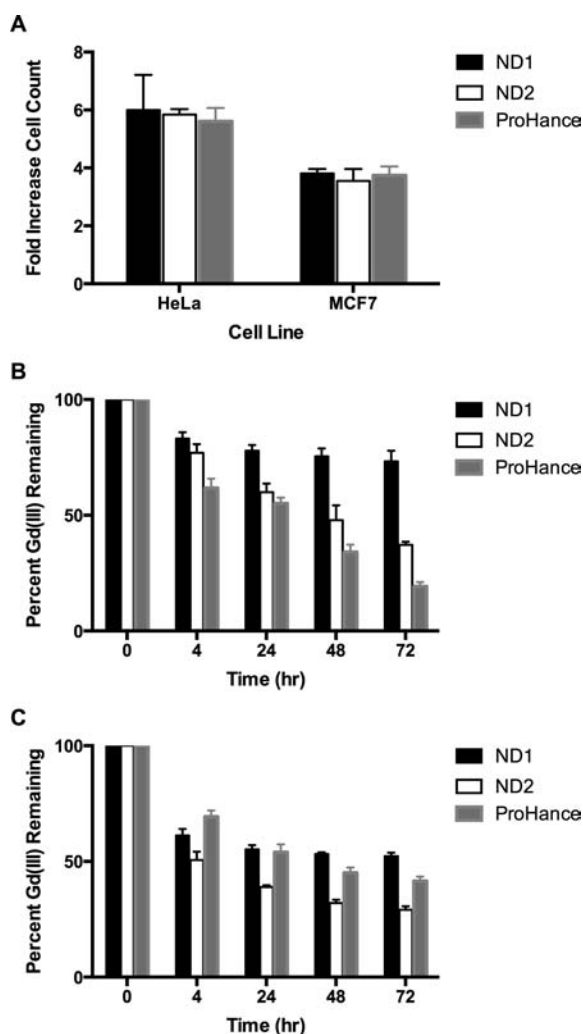 A
Fold Increase Cell Count
8
6
4
2
0
HeLa
MCF7
Cell Line
ND1
ND2
ProHance
B
Percent Gd(III) Remaining
100
50
0
0
4
24
48
72
Time (hr)
ND1
ND2
ProHance
C
Percent Gd(III) Remaining
100
50
0
0
4
24
48
72
Time (hr)
ND1
ND2
ProHance